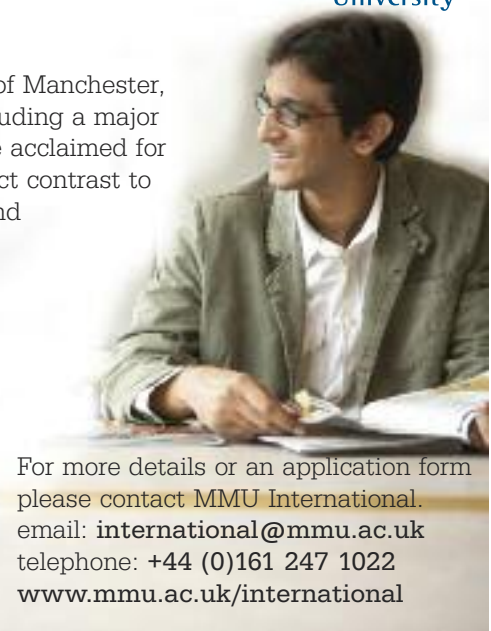 University
of Manchester,
uding a major
e acclaimed for
ct contrast to
nd
For more details or an application form
please contact MMU International.
email: international@mmu.ac.uk
telephone: +44 (0)161 247 1022
www.mmu.ac.uk/international